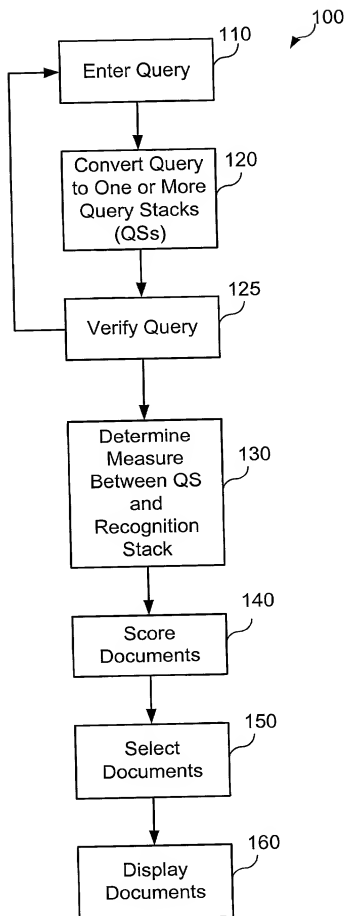 100
110
Enter Query
120
Convert Query
to One or More
Query Stacks
(QSs)
125
Verify Query
130
Determine
Measure
Between QS
and
Recognition
Stack
140
Score
Documents
150
Select
Documents
160
Display
Documents